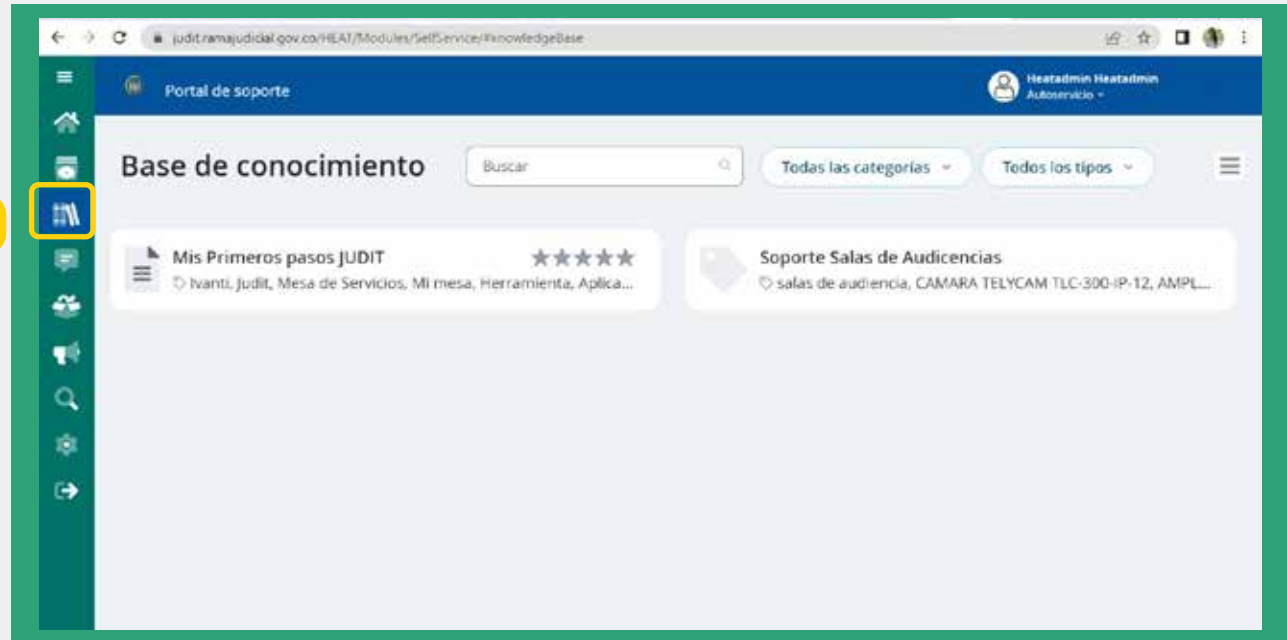 judit.ramajudicial.gov.co/HEAT/Modules/SelfService/#knowledgeBase
Portal de soporte
Heatadmin Heatadmin
Autoservicio
Base de conocimiento
Buscar
Todas las categorías
Todos los tipos
Mis Primeros pasos JUDIT
Ivanti, Judit, Mesa de Servicios, Mi mesa, Herramienta, Aplica...
Soporte Salas de Audicencias
salas de audiencia, CAMARA TELYCAM TLC-300-IP-12, AMPL...